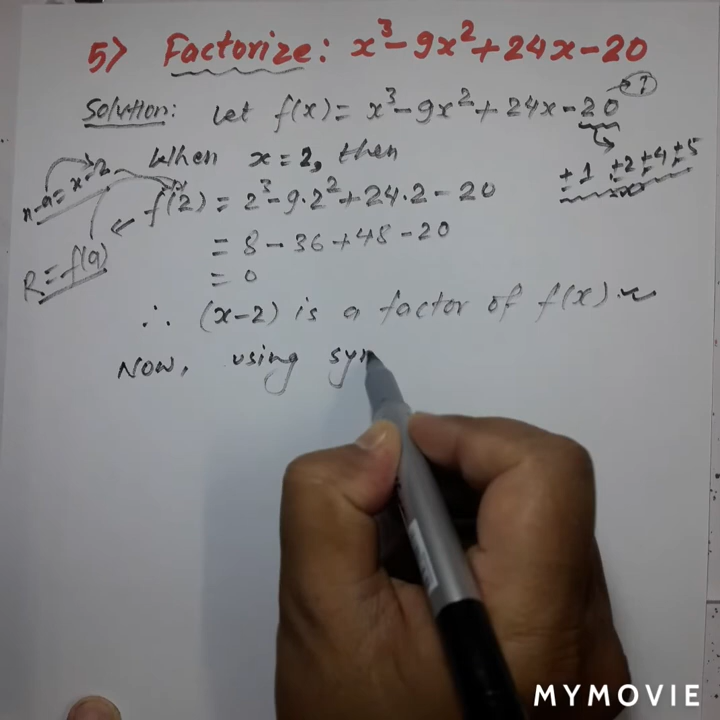 5) Factorize: x³-9x²+24x-20
Solution: Let f(x)= x³-9x²+24x-20 → ?
When x=2, then
±1 ±2 ±4 ±5
x-a = x-2
f(2) = 2³-9·2²+24·2-20
= 8-36+48-20
R=f(a)
= 0
∴ (x-2) is a factor of f(x).
Now, using syn
MYMOVIE